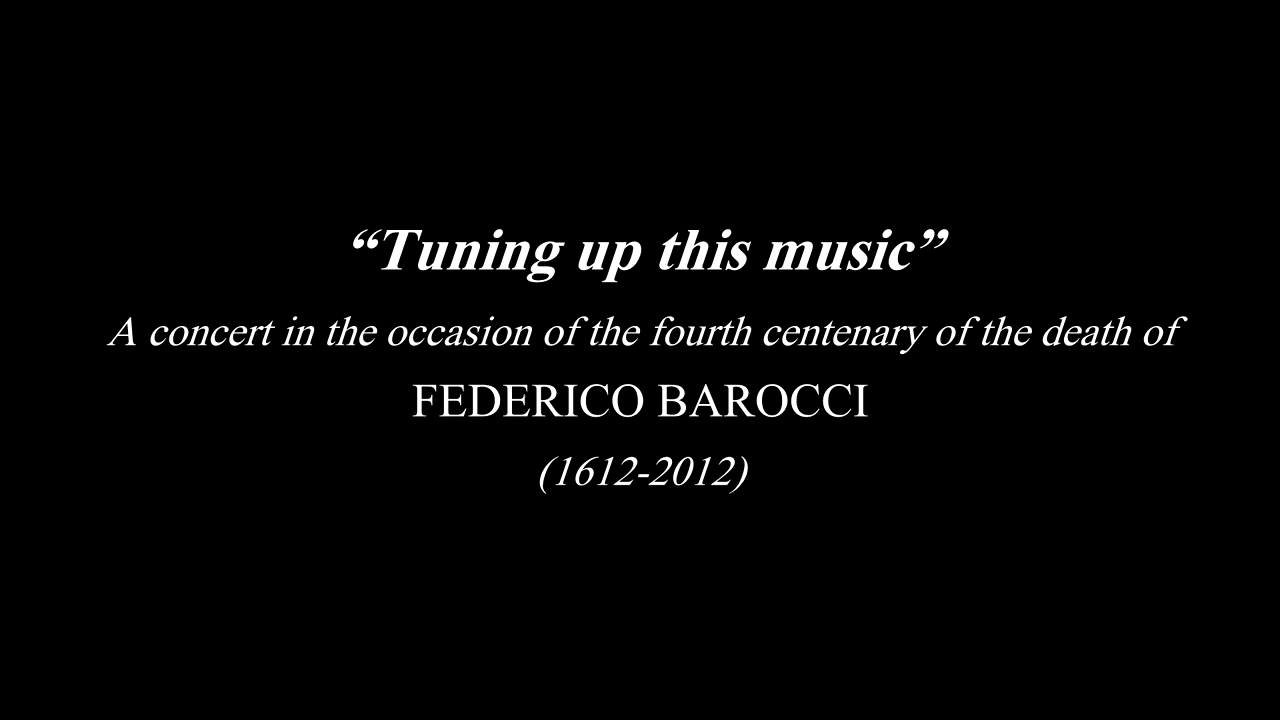 “Tuning up this music”
A concert in the occasion of the fourth centenary of the death of
FEDERICO BAROCCI
(1612-2012)